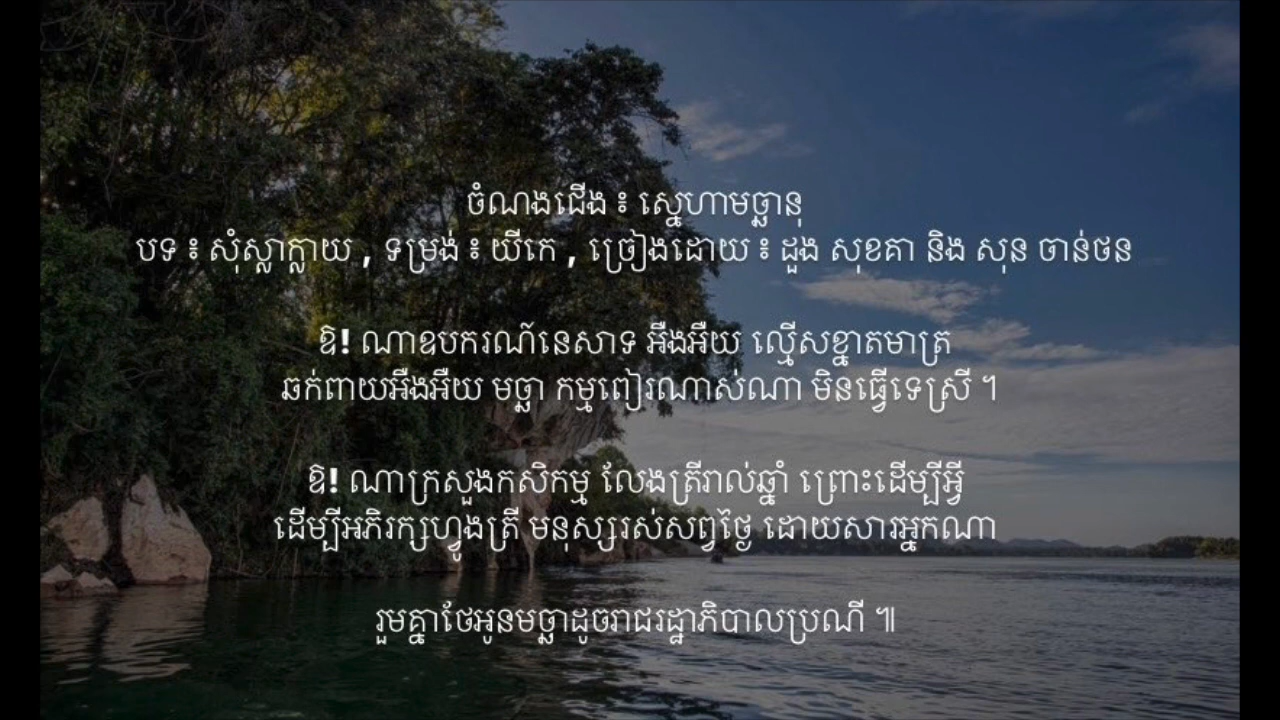 ចំណងជើង ៖ ស្នេហាមច្ឆានុ
បទ ៖ សុំស្លាក្លាយ , ទម្រង់ ៖ យីកេ , ច្រៀងដោយ ៖ ដួង សុខគា និង សុន ចាន់ថន
ឱ! ណាឧបករណ៍នេសាទ អឺងអឺយ ល្មើសខ្នាតមាត្រ
ឆក់ពាយអឺងអឺយ មច្ឆា កម្មពៀរណាស់ណា មិនធ្វើទេស្រី ។
ឱ! ណាក្រសួងកសិកម្ម លែងត្រីរាល់ឆ្នាំ ព្រោះដើម្បីអ្វី
ដើម្បីអភិរក្សហ្វូងត្រី មនុស្សរស់សព្វថ្ងៃ ដោយសារអ្នកណា
រួមគ្នាថែអូនមច្ឆាដូចរាជរដ្ឋាភិបាលប្រណី ៕